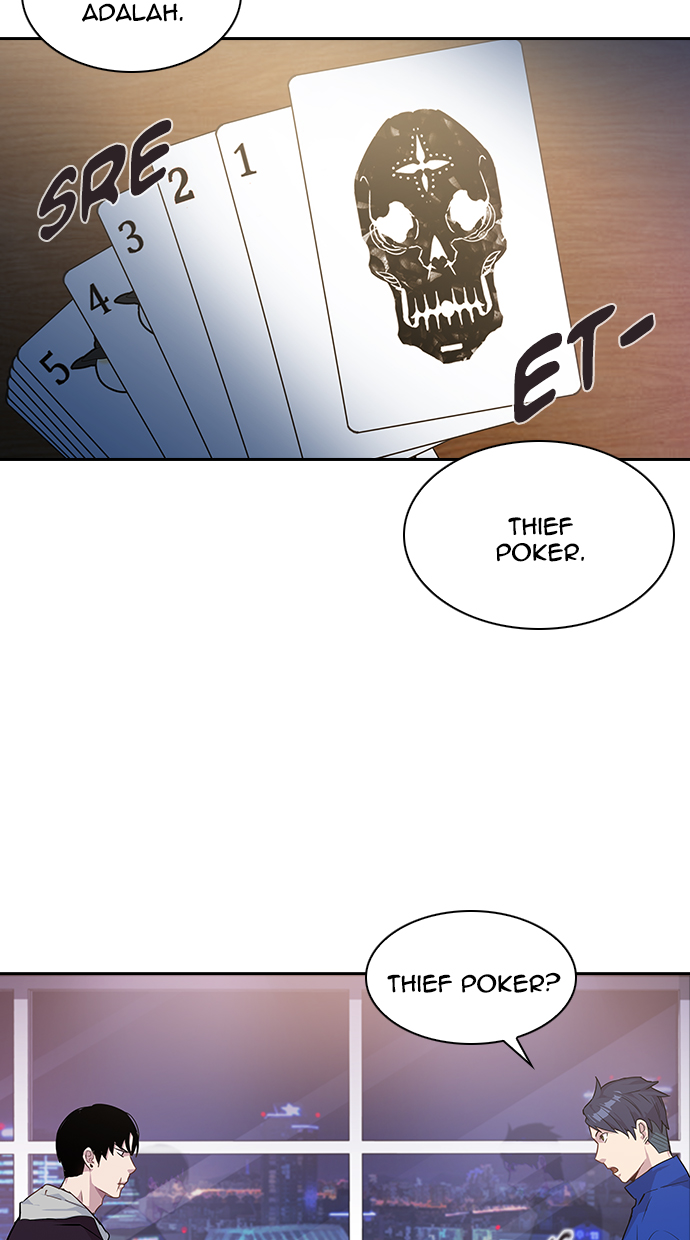 ADALAH.
SRE
1
2
3
4
5
ET-
THIEF
POKER.
THIEF POKER?